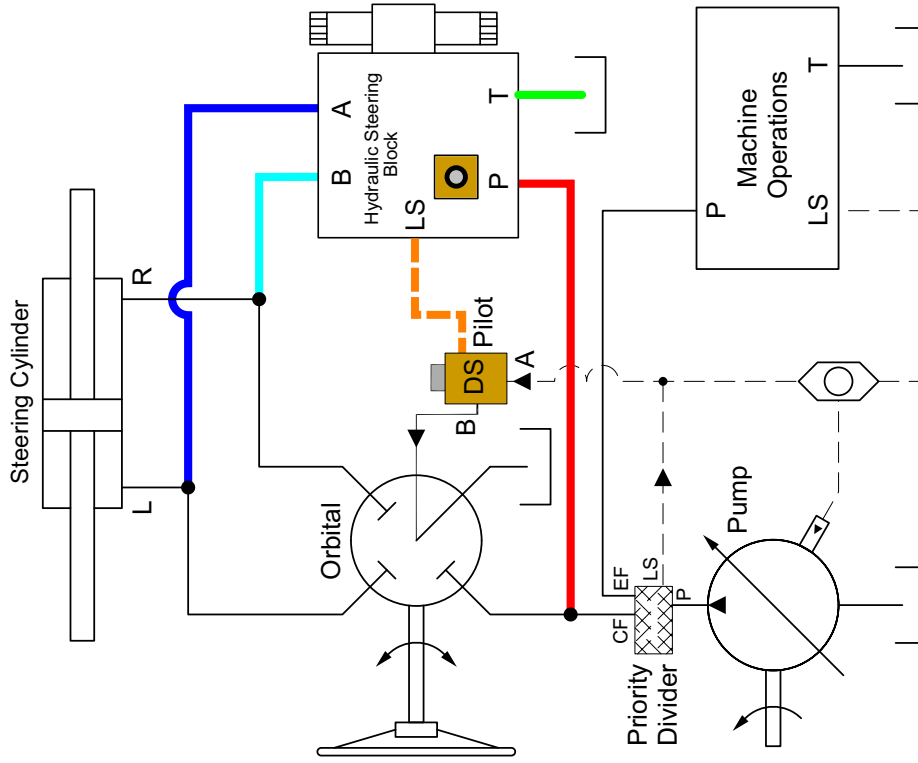 Steering Cylinder
L
R
A
B
Hydraulic Steering
Block
LS
T
P
Machine
Operations
P
T
LS
Pilot
DS
A
B
Orbital
Pump
EF
CF
LS
P
Priority
Divider